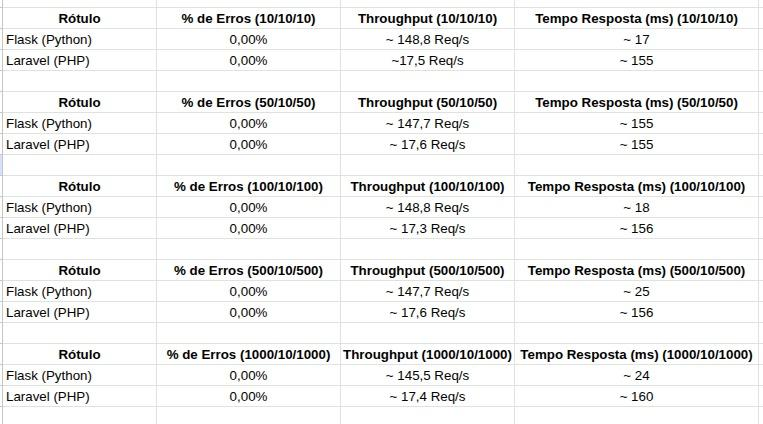 Rótulo % de Erros (10/10/10) Throughput (10/10/10) Tempo Resposta (ms) (10/10/10)
Flask (Python) 0,00% ~ 148,8 Req/s ~ 17
Laravel (PHP) 0,00% ~17,5 Req/s ~ 155
Rótulo % de Erros (50/10/50) Throughput (50/10/50) Tempo Resposta (ms) (50/10/50)
Flask (Python) 0,00% ~ 147,7 Req/s ~ 155
Laravel (PHP) 0,00% ~ 17,6 Req/s ~ 155
Rótulo % de Erros (100/10/100) Throughput (100/10/100) Tempo Resposta (ms) (100/10/100)
Flask (Python) 0,00% ~ 148,8 Req/s ~ 18
Laravel (PHP) 0,00% ~ 17,3 Req/s ~ 156
Rótulo % de Erros (500/10/500) Throughput (500/10/500) Tempo Resposta (ms) (500/10/500)
Flask (Python) 0,00% ~ 147,7 Req/s ~ 25
Laravel (PHP) 0,00% ~ 17,6 Req/s ~ 156
Rótulo % de Erros (1000/10/1000) Throughput (1000/10/1000) Tempo Resposta (ms) (1000/10/1000)
Flask (Python) 0,00% ~ 145,5 Req/s ~ 24
Laravel (PHP) 0,00% ~ 17,4 Req/s ~ 160